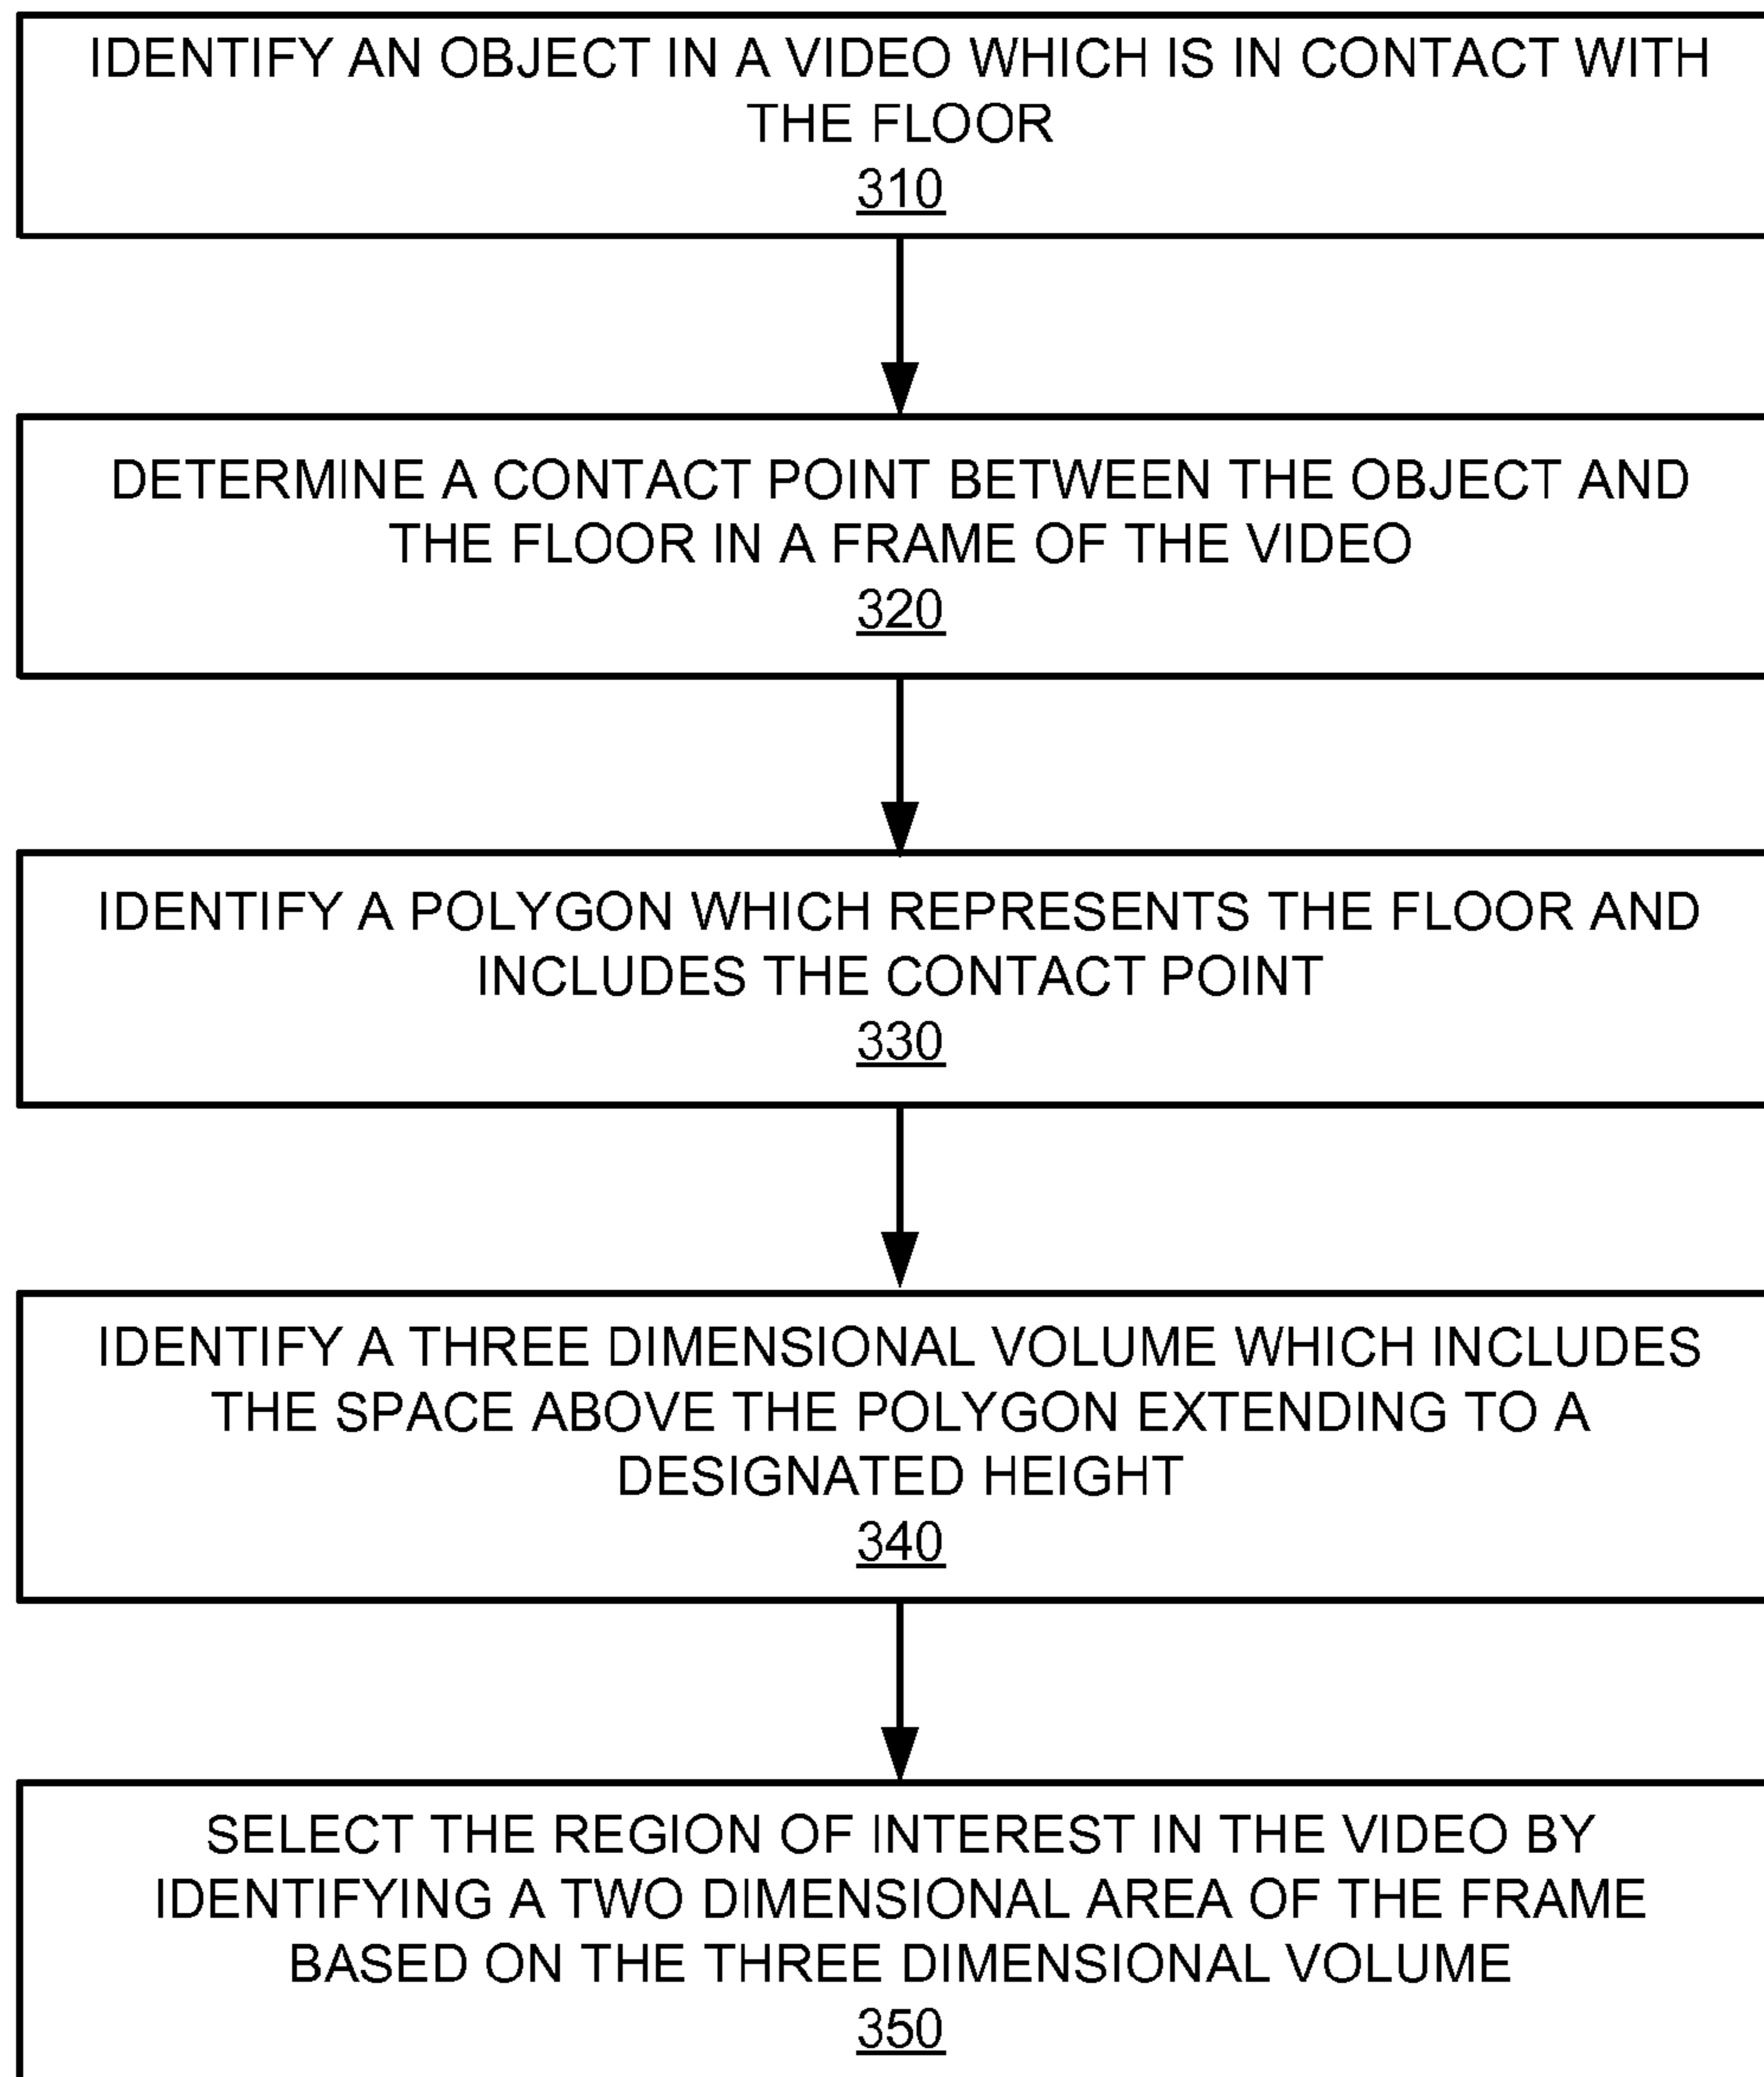 IDENTIFY AN OBJECT IN A VIDEO WHICH IS IN CONTACT WITH
THE FLOOR
310
DETERMINE A CONTACT POINT BETWEEN THE OBJECT AND
THE FLOOR IN A FRAME OF THE VIDEO
320
IDENTIFY A POLYGON WHICH REPRESENTS THE FLOOR AND
INCLUDES THE CONTACT POINT
330
IDENTIFY A THREE DIMENSIONAL VOLUME WHICH INCLUDES
THE SPACE ABOVE THE POLYGON EXTENDING TO A
DESIGNATED HEIGHT
340
SELECT THE REGION OF INTEREST IN THE VIDEO BY
IDENTIFYING A TWO DIMENSIONAL AREA OF THE FRAME
BASED ON THE THREE DIMENSIONAL VOLUME
350